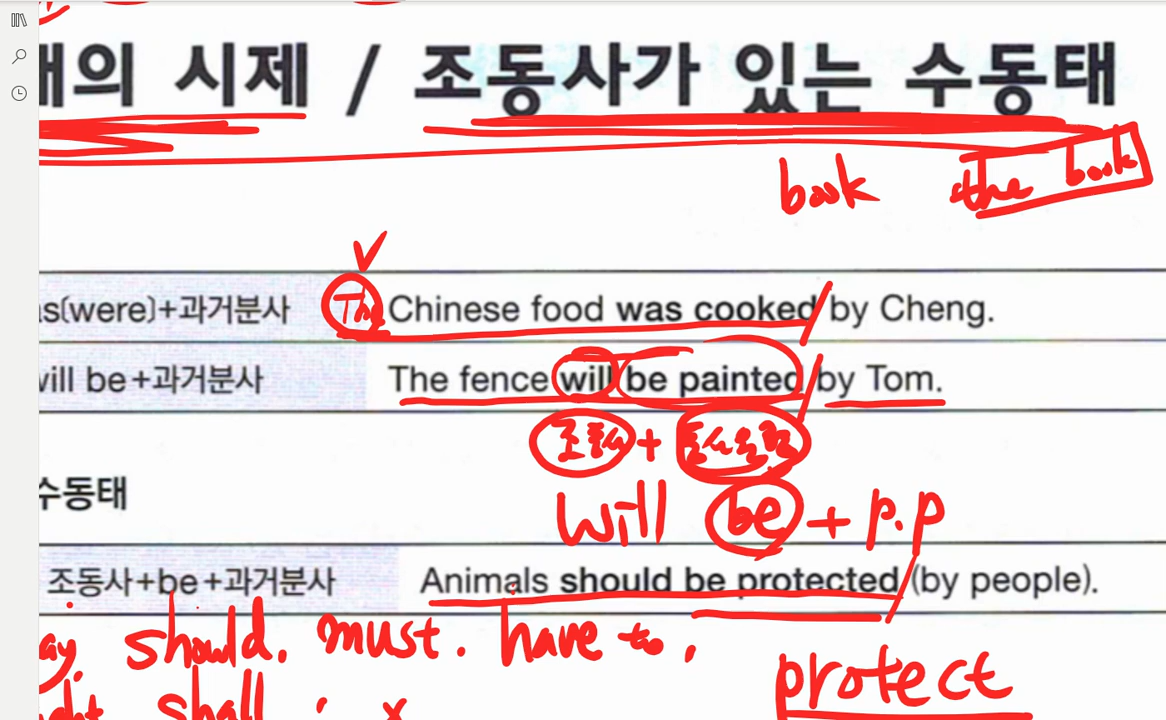 의 시제 / 조동사가 있는 수동태
book the book
as(were)+과거분사 The Chinese food was cooked by Cheng.
will be+과거분사 The fence will be painted by Tom.
조동사 + 동사원형
수동태 will be + p.p
조동사+be+과거분사 Animals should be protected (by people).
should. must. have to.
protect
shall